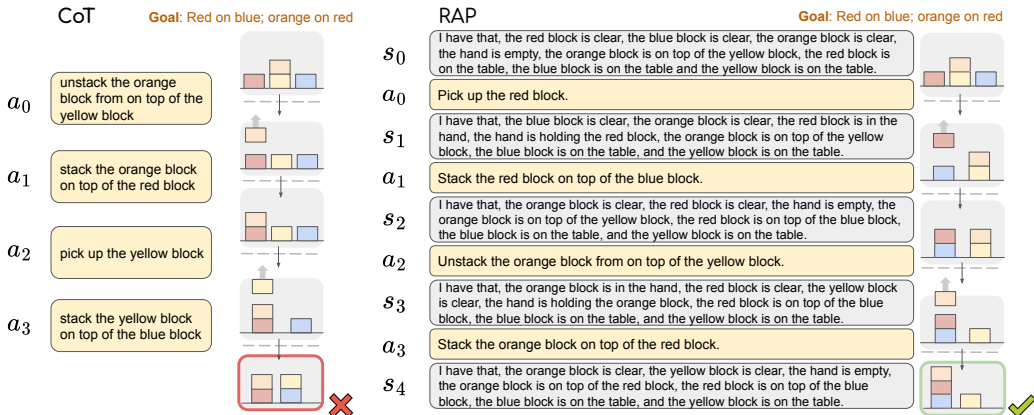 CoT
Goal: Red on blue; orange on red
a0
unstack the orange
block from on top of the
yellow block
a1
stack the orange block
on top of the red block
a2
pick up the yellow block
a3
stack the yellow block
on top of the blue block
RAP
Goal: Red on blue; orange on red
s0
I have that, the red block is clear, the blue block is clear, the orange block is clear,
the hand is empty, the orange block is on top of the yellow block, the red block is
on the table, the blue block is on the table and the yellow block is on the table.
a0
Pick up the red block.
s1
I have that, the blue block is clear, the orange block is clear, the red block is in the
hand, the hand is holding the red block, the orange block is on top of the yellow
block, the blue block is on the table, and the yellow block is on the table.
a1
Stack the red block on top of the blue block.
s2
I have that, the orange block is clear, the red block is clear, the hand is empty, the
orange block is on top of the yellow block, the red block is on top of the blue block,
the blue block is on the table, and the yellow block is on the table.
a2
Unstack the orange block from on top of the yellow block.
s3
I have that, the orange block is in the hand, the red block is clear, the yellow block
is clear, the hand is holding the orange block, the red block is on top of the blue
block, the blue block is on the table, and the yellow block is on the table.
a3
Stack the orange block on top of the red block.
s4
I have that, the orange block is clear, the yellow block is clear, the hand is empty,
the orange block is on top of the red block, the red block is on top of the blue
block, the blue block is on the table, and the yellow block is on the table.